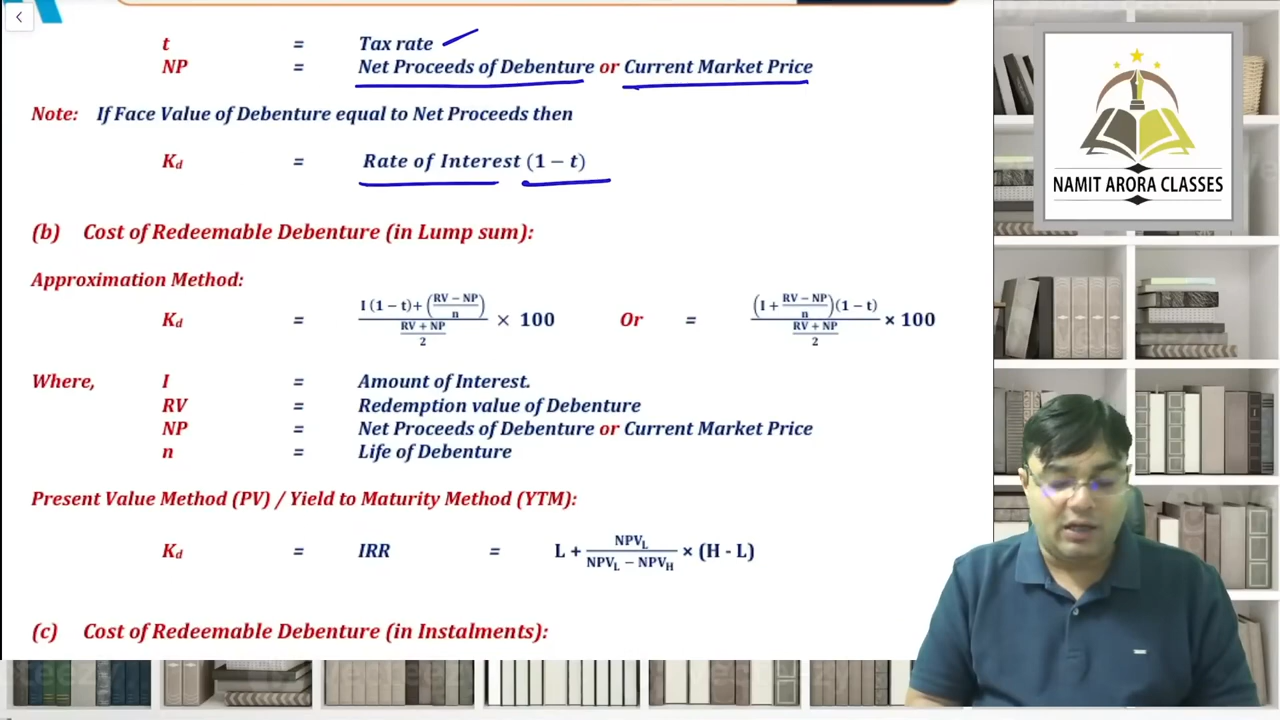 t = Tax rate
NP = Net Proceeds of Debenture or Current Market Price
Note: If Face Value of Debenture equal to Net Proceeds then
Kd = Rate of Interest (1 – t)
(b) Cost of Redeemable Debenture (in Lump sum):
Approximation Method:
Kd = I (1 – t)+ (RV – NP / n) / (RV + NP / 2) × 100 Or = (I + RV – NP / n)(1 – t) / (RV + NP / 2) × 100
Where, I = Amount of Interest.
RV = Redemption value of Debenture
NP = Net Proceeds of Debenture or Current Market Price
n = Life of Debenture
Present Value Method (PV) / Yield to Maturity Method (YTM):
Kd = IRR = L + NPVL / NPVL – NPVH × (H - L)
(c) Cost of Redeemable Debenture (in Instalments):
NAMIT ARORA CLASSES